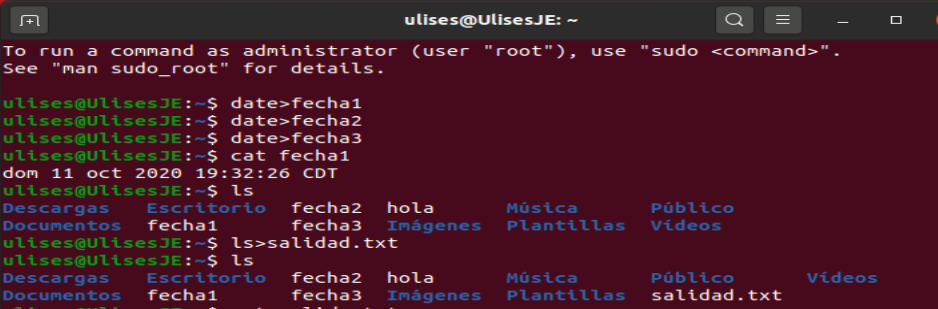 ulises@UlisesJE: ~
To run a command as administrator (user "root"), use "sudo <command>".
See "man sudo_root" for details.
ulises@UlisesJE:~$ date>fecha1
ulises@UlisesJE:~$ date>fecha2
ulises@UlisesJE:~$ date>fecha3
ulises@UlisesJE:~$ cat fecha1
dom 11 oct 2020 19:32:26 CDT
ulises@UlisesJE:~$ ls
Descargas Escritorio fecha2 hola Música Público
Documentos fecha1 fecha3 Imágenes Plantillas Vídeos
ulises@UlisesJE:~$ ls>salidad.txt
ulises@UlisesJE:~$ ls
Descargas Escritorio fecha2 hola Música Público Vídeos
Documentos fecha1 fecha3 Imágenes Plantillas salidad.txt